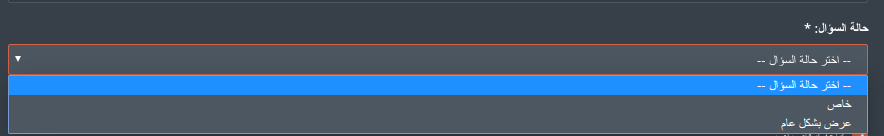 حالة السؤال: *
-- اختر حالة السؤال --
-- اختر حالة السؤال --
خاص
عرض بشكل عام